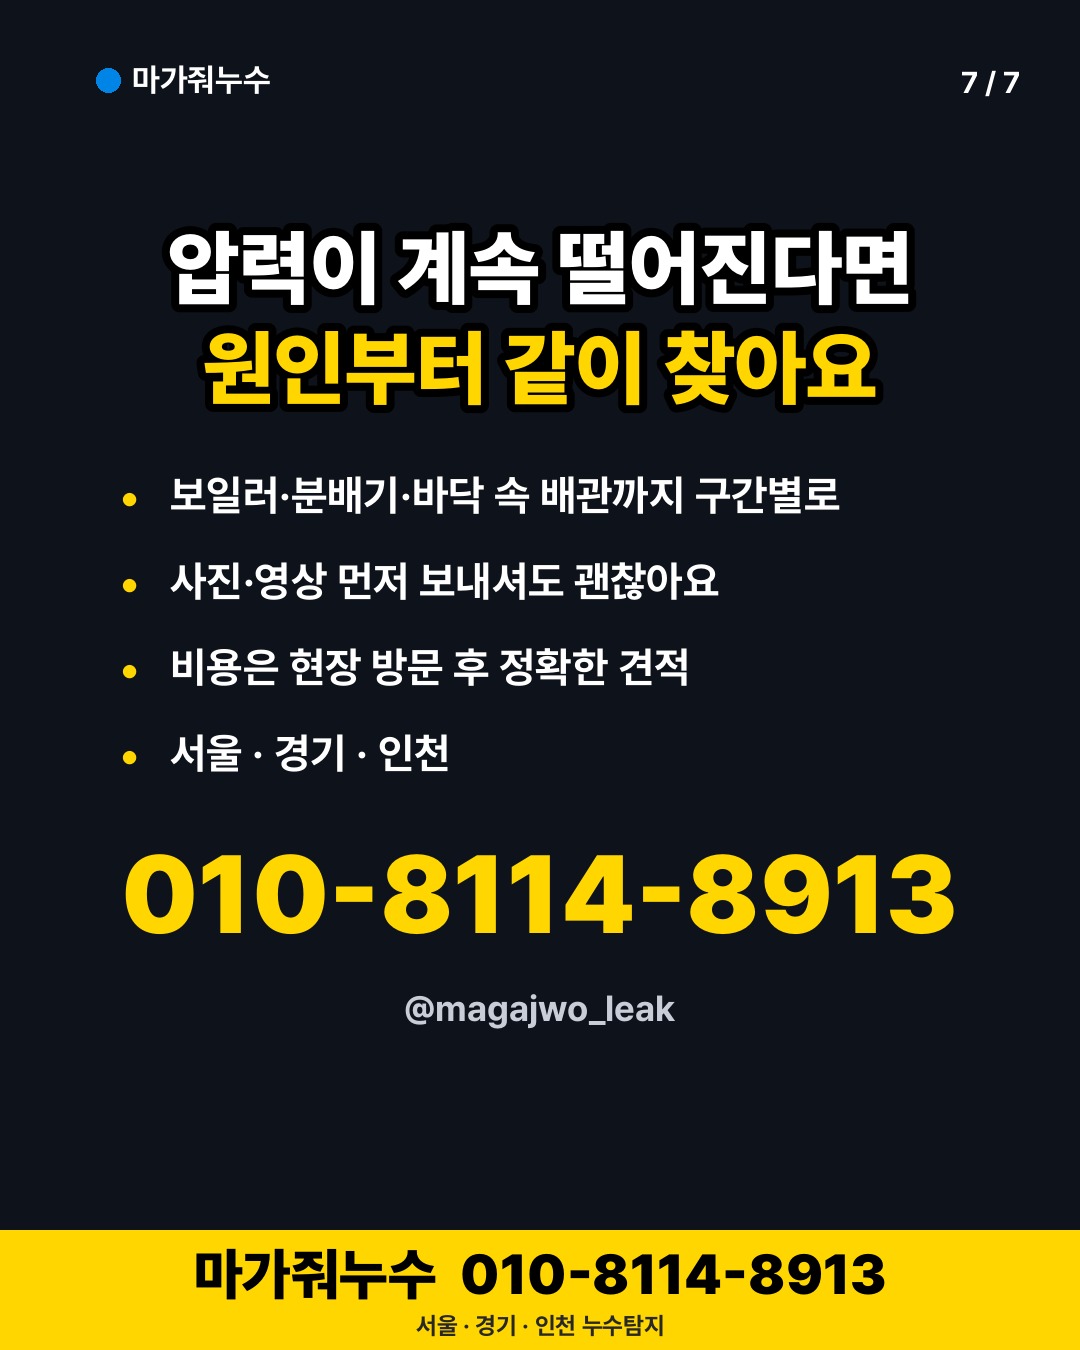 마가줘누수
7 / 7
압력이 계속 떨어진다면
원인부터 같이 찾아요
• 보일러·분배기·바닥 속 배관까지 구간별로
• 사진·영상 먼저 보내셔도 괜찮아요
• 비용은 현장 방문 후 정확한 견적
• 서울 · 경기 · 인천
010-8114-8913
@magajwo_leak
마가줘누수 010-8114-8913
서울 · 경기 · 인천 누수탐지